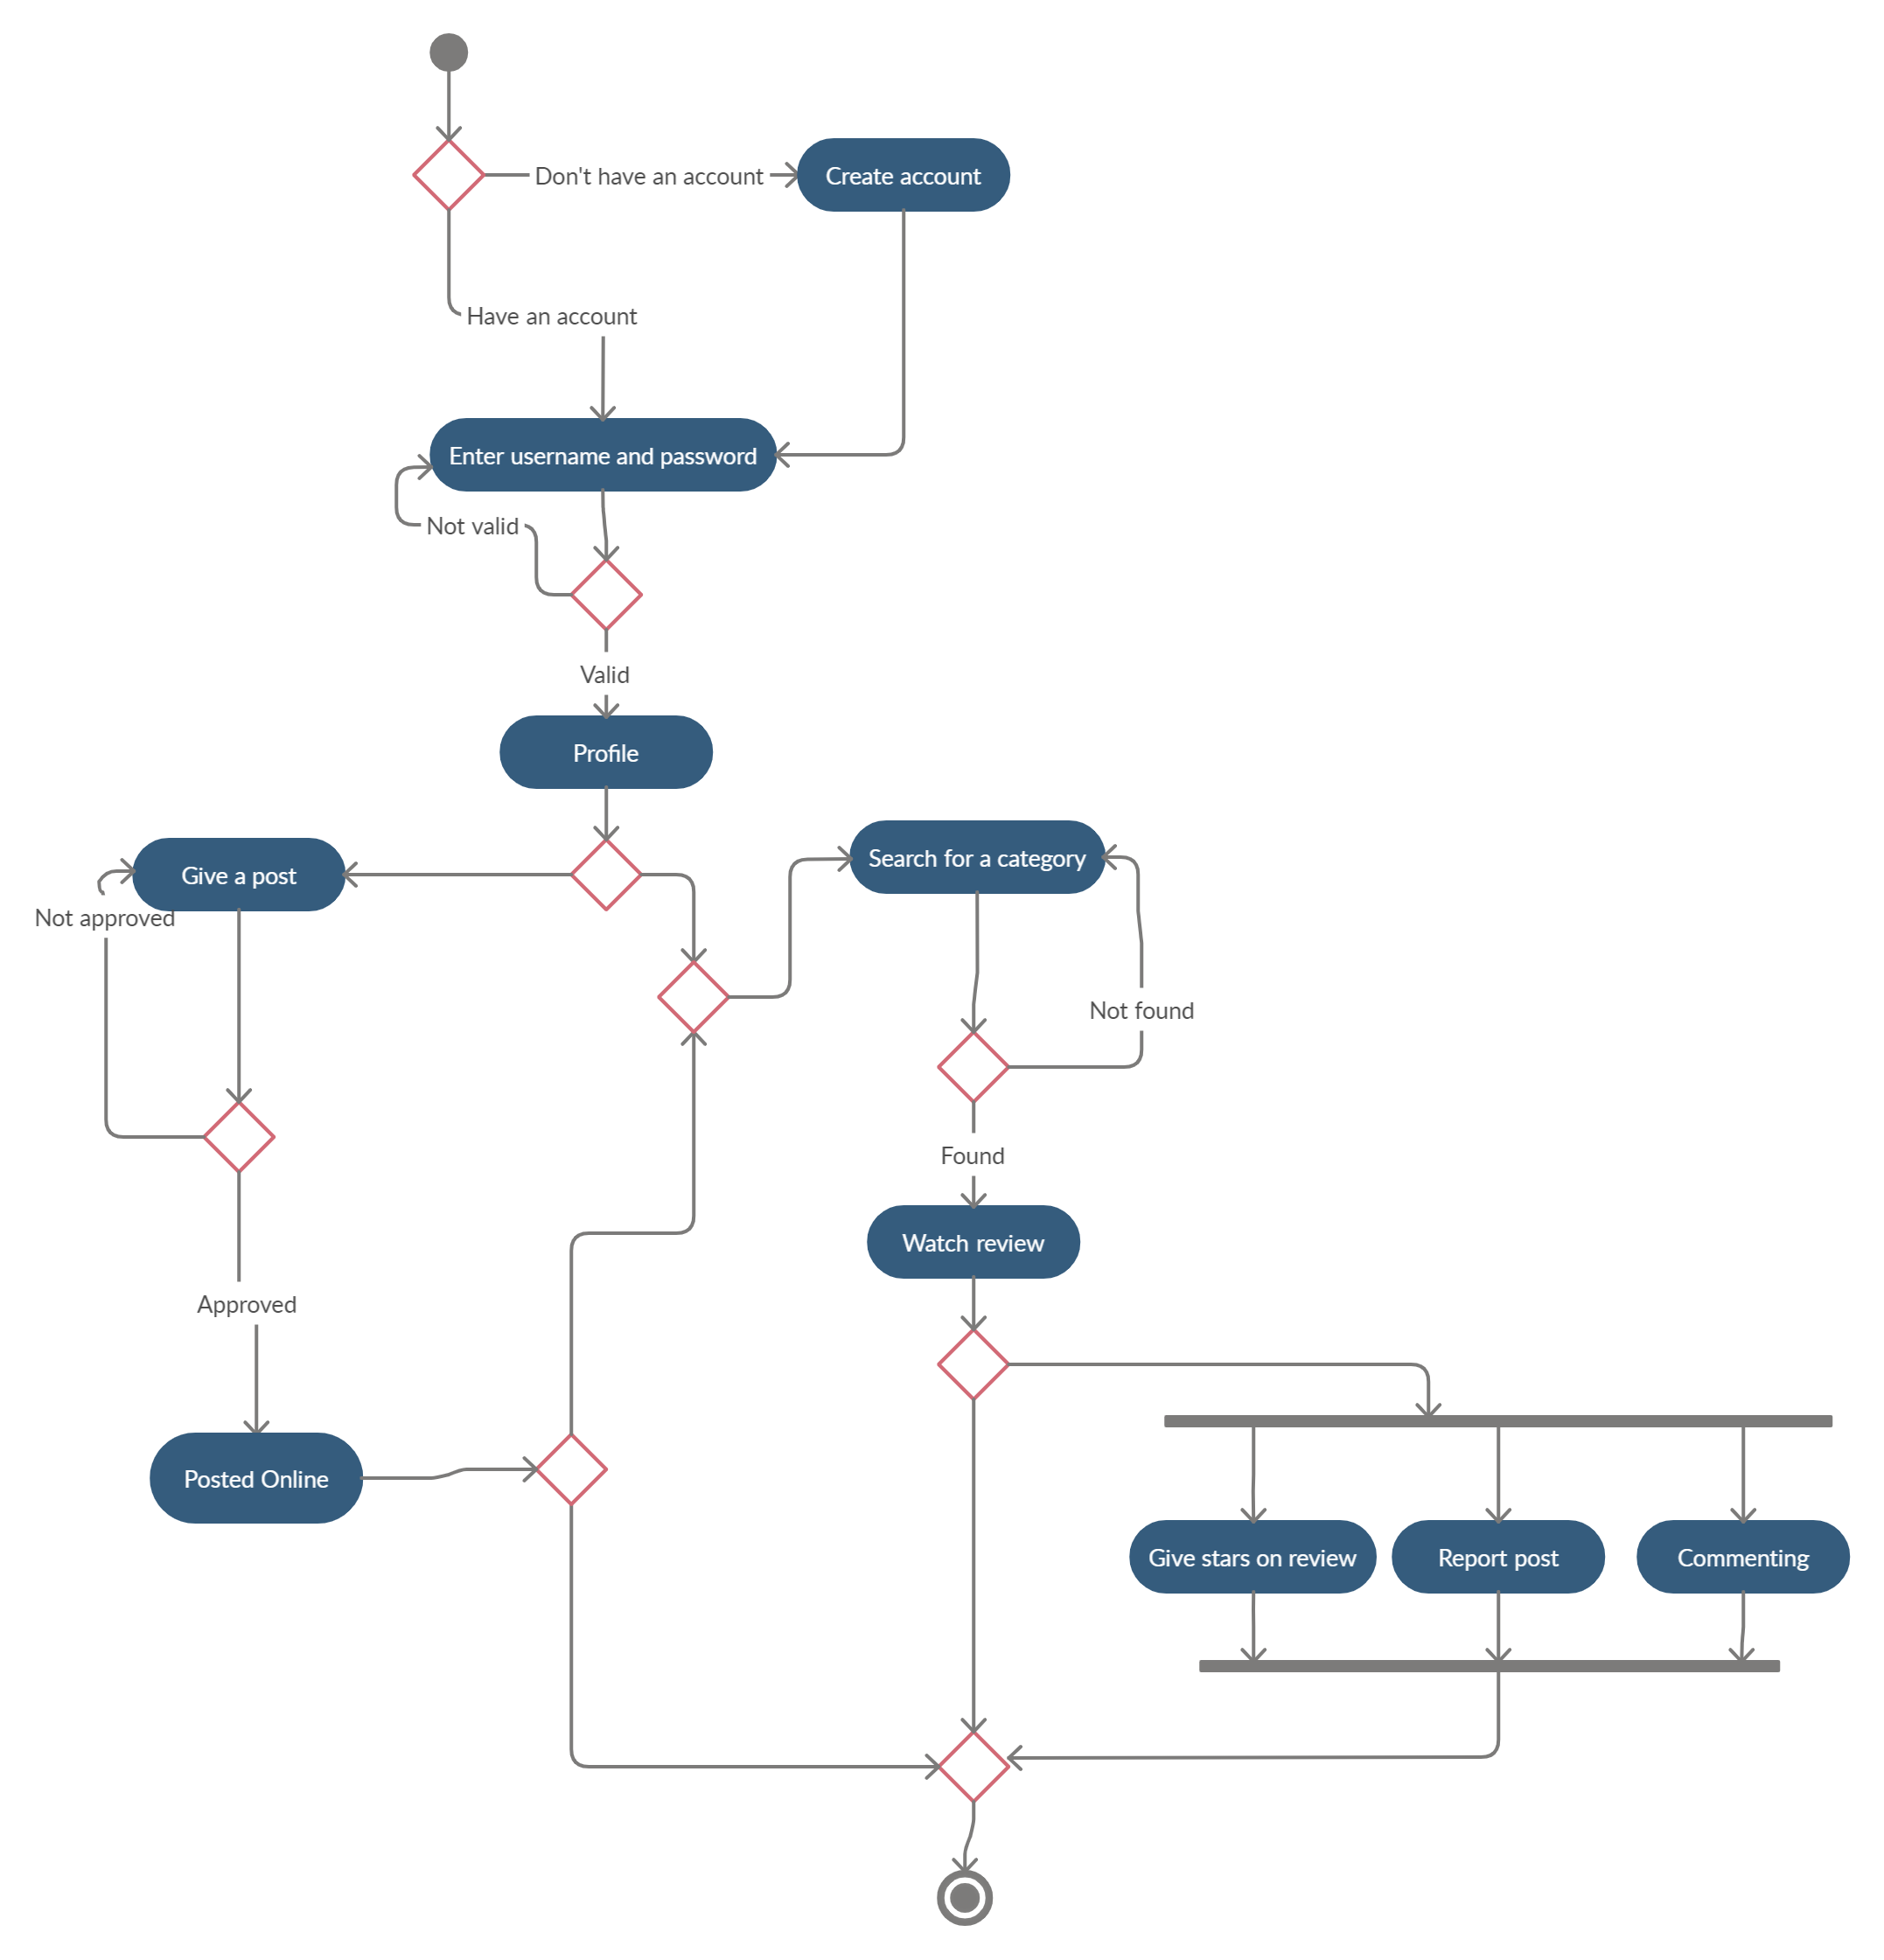 Don't have an account
Create account
Have an account
Enter username and password
Not valid
Valid
Profile
Search for a category
Give a post
Not approved
Not found
Found
Watch review
Approved
Posted Online
Give stars on review
Report post
Commenting